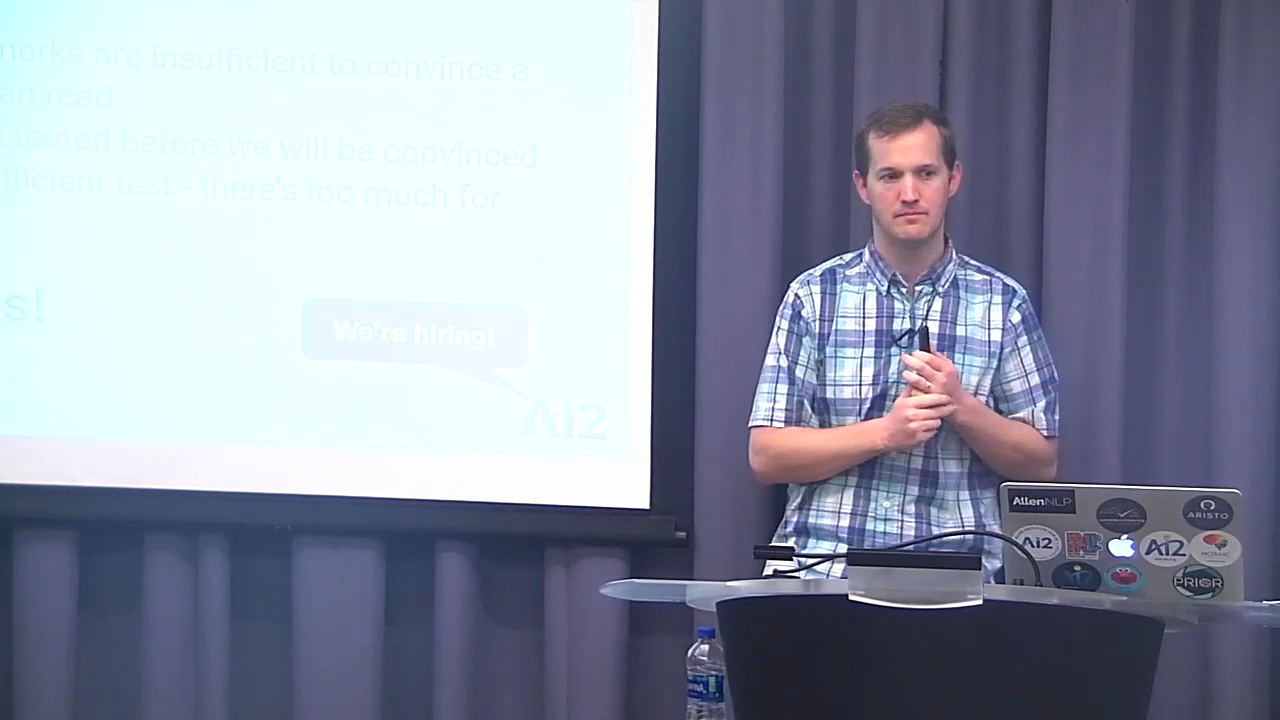 marks are insufficient to convince a
an read
tested before we will be convinced
fficient test - there's too much for
s!
We're hiring!
Ai2
AllenNLP
ARISTO
Ai2
Ai2
MOSAIC
PRIOR